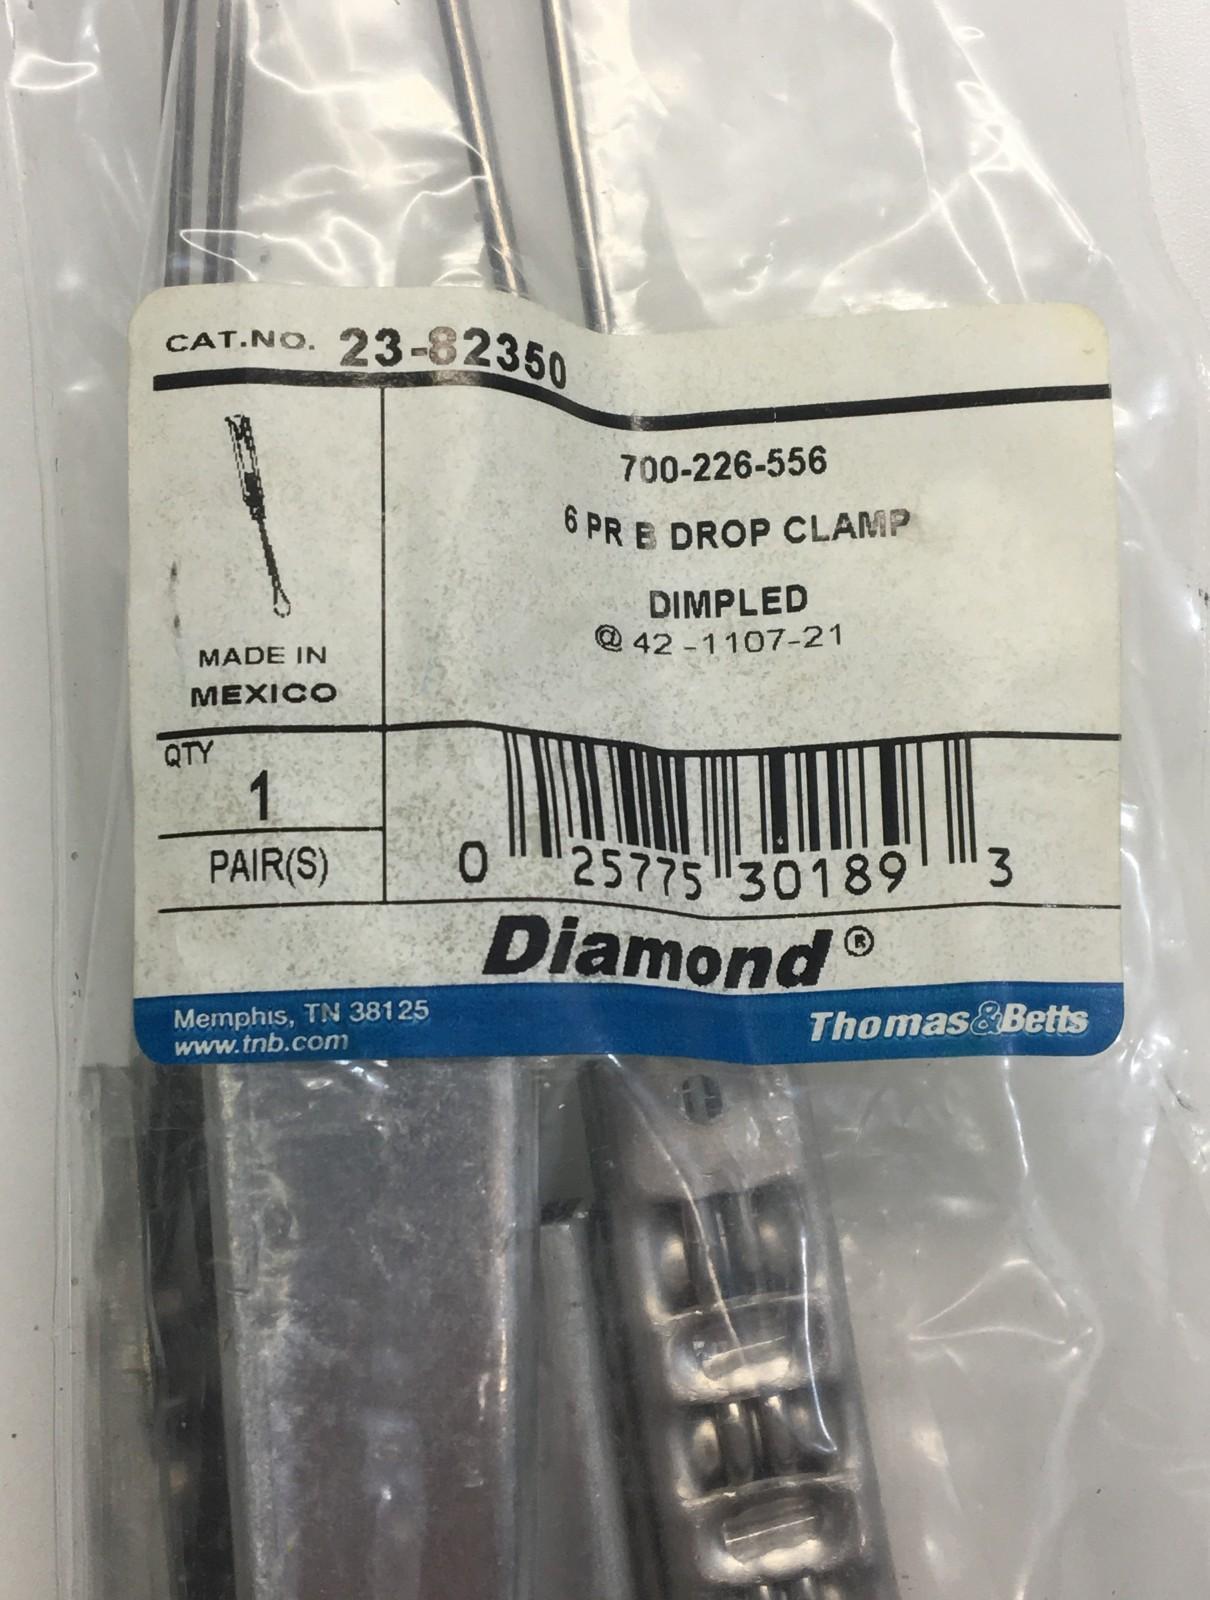 CAT.NO. 23-82350
700-226-556
6 PR B DROP CLAMP
DIMPLED
@ 42-1107-21
MADE IN
MEXICO
QTY
1
PAIR(S)
0 25775 30189 3
Diamond®
Memphis, TN 38125
www.tnb.com
Thomas&Betts